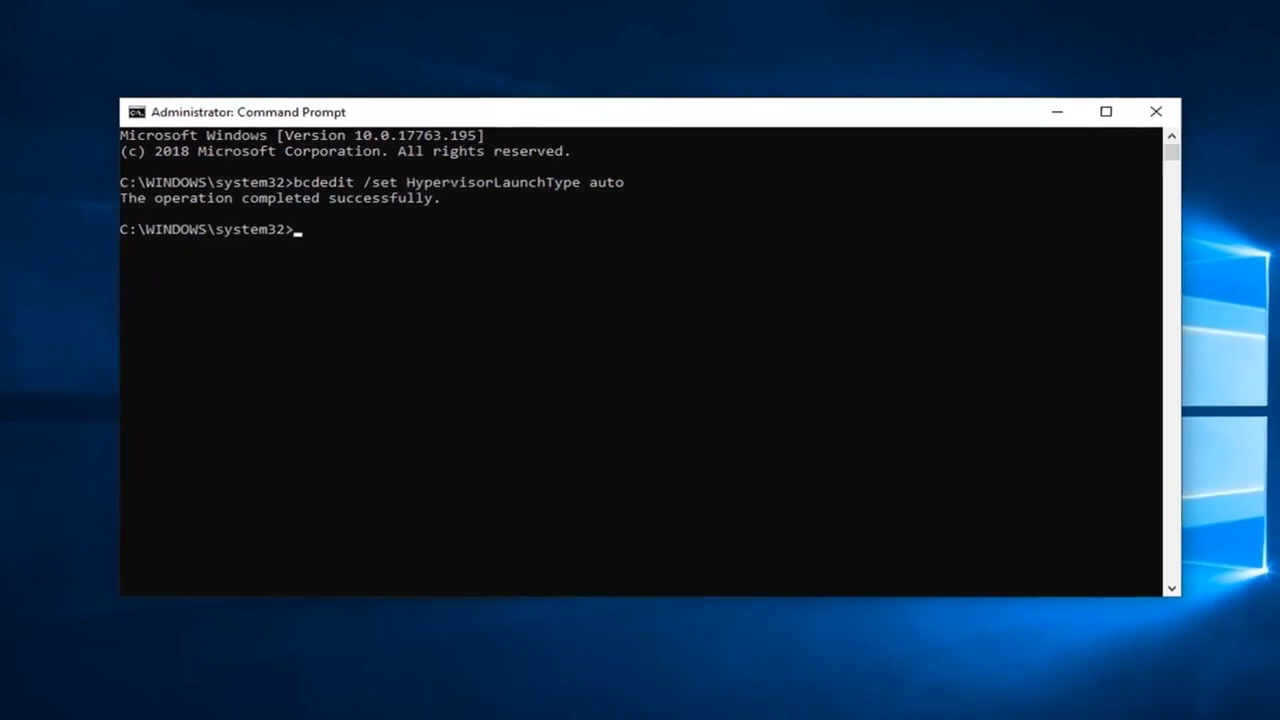 Administrator: Command Prompt
Microsoft Windows [Version 10.0.17763.195]
(c) 2018 Microsoft Corporation. All rights reserved.
C:\WINDOWS\system32>bcdedit /set HypervisorLaunchType auto
The operation completed successfully.
C:\WINDOWS\system32>